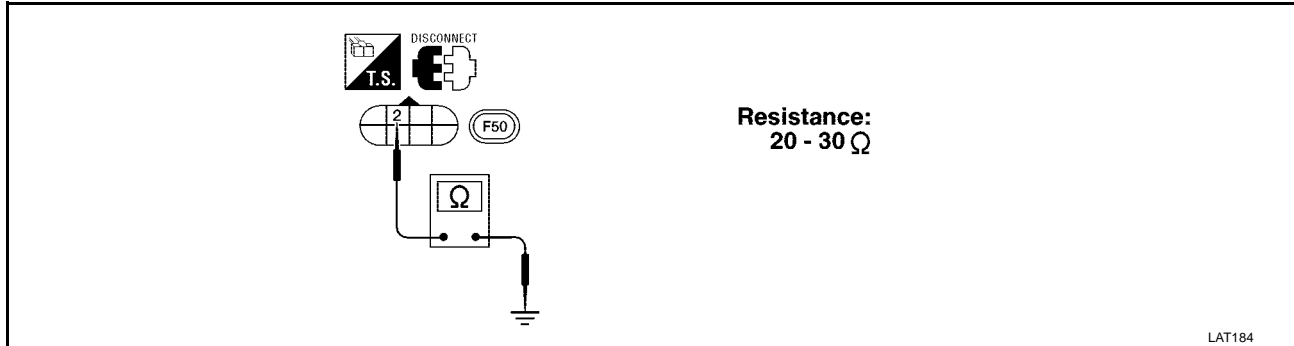 DISCONNECT
T.S.
2
F50
Ω
Resistance:
20 - 30 Ω
LAT184